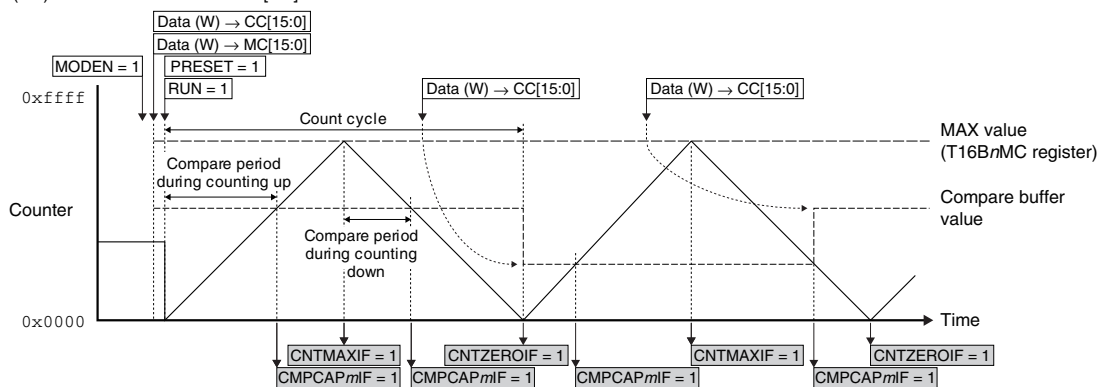 Data (W) → CC[15:0]
Data (W) → MC[15:0]
MODEN = 1
PRESET = 1
RUN = 1
Data (W) → CC[15:0]
Data (W) → CC[15:0]
0xffff
Count cycle
MAX value
(T16BnMC register)
Compare period
during counting up
Counter
Compare buffer
value
Compare period
during counting
down
0x0000
Time
CNTMAXIF = 1
CNTZEROIF = 1
CNTMAXIF = 1
CNTZEROIF = 1
CMPCAPmIF = 1
CMPCAPmIF = 1
CMPCAPmIF = 1
CMPCAPmIF = 1